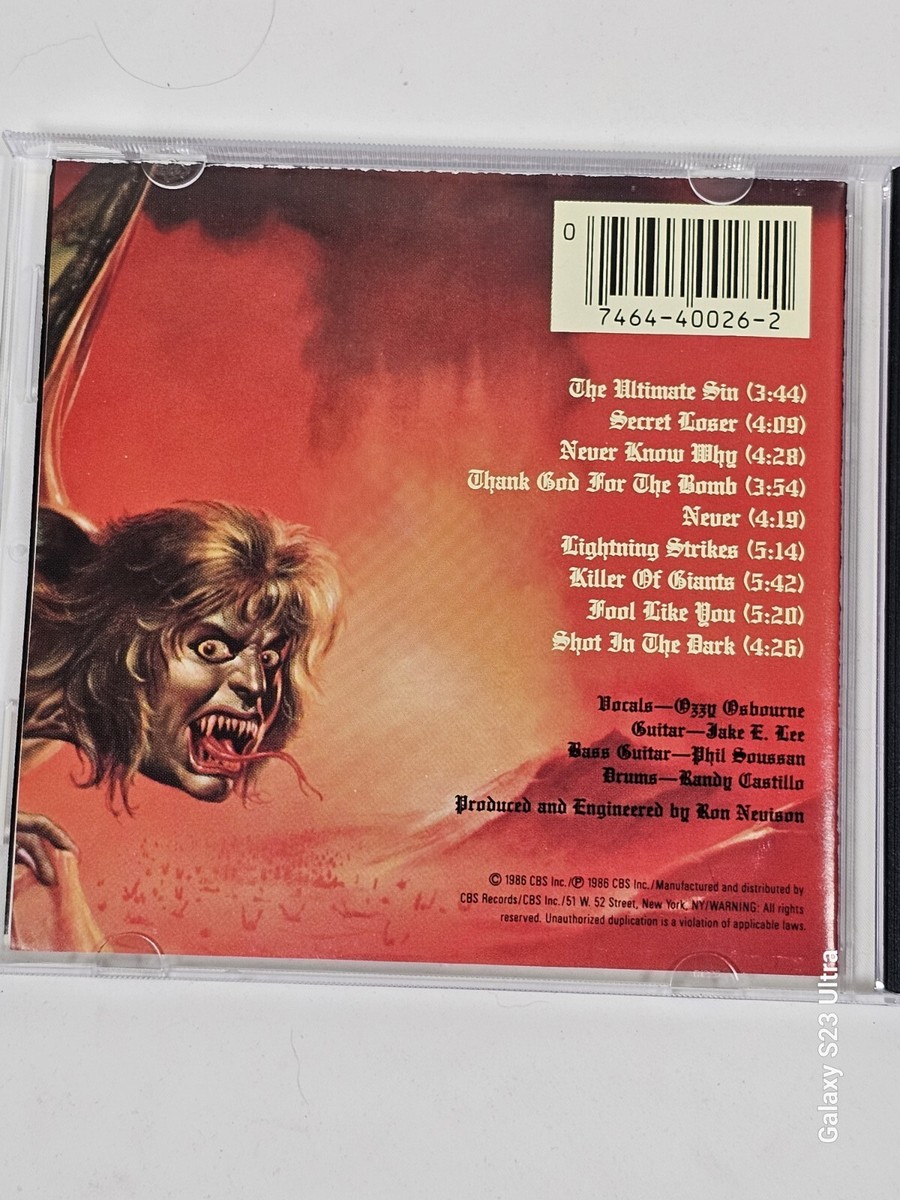 0
7464-40026-2
The Ultimate Sin (3:44)
Secret Loser (4:09)
Never Know Why (4:28)
Thank God For The Bomb (3:54)
Never (4:19)
Lightning Strikes (5:14)
Killer Of Giants (5:42)
Fool Like You (5:20)
Shot In The Dark (4:26)
Vocals—Ozzy Osbourne
Guitar—Jake E. Lee
Bass Guitar—Phil Soussan
Drums—Randy Castillo
Produced and Engineered by Ron Nevison
© 1986 CBS Inc./℗ 1986 CBS Inc./Manufactured and distributed by
CBS Records/CBS Inc./51 W. 52 Street, New York, NY/WARNING: All rights
reserved. Unauthorized duplication is a violation of applicable laws.
Galaxy S23 Ultra